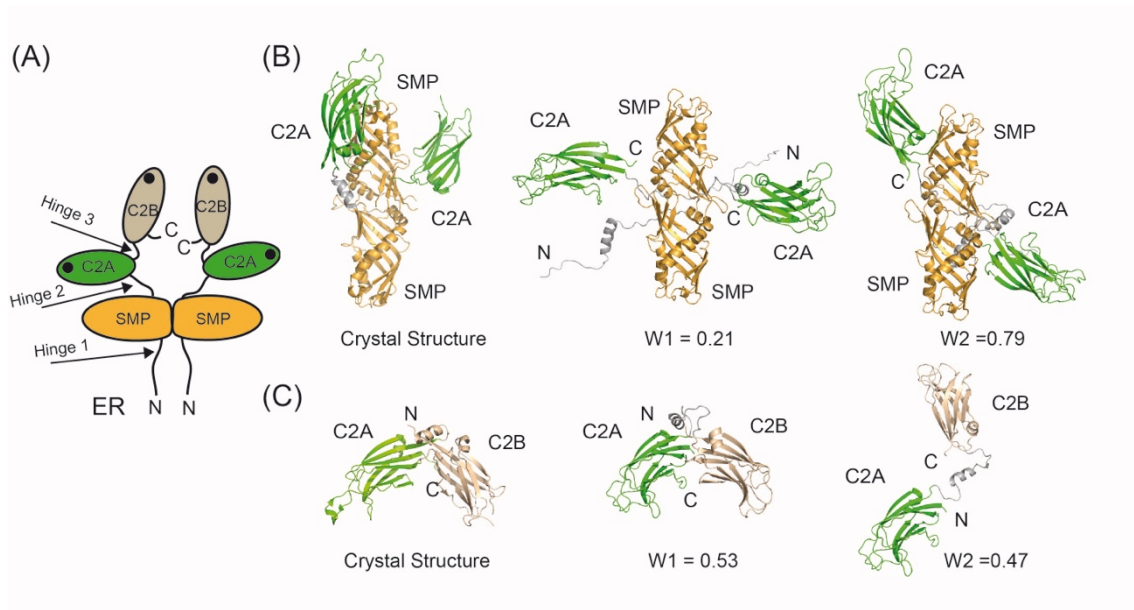 (A)
C2B
C2B
C
C
Hinge 3
C2A
C2A
Hinge 2
SMP
SMP
Hinge 1
ER
N
N
(B)
SMP
C2A
C2A
SMP
Crystal Structure
C2A
SMP
C
N
N
C
C2A
SMP
W1 = 0.21
C2A
SMP
C
C2A
SMP
W2 =0.79
(C)
N
C2A
C2B
C
Crystal Structure
N
C2A
C2B
C
W1 = 0.53
C2B
C
C2A
N
W2 =0.47